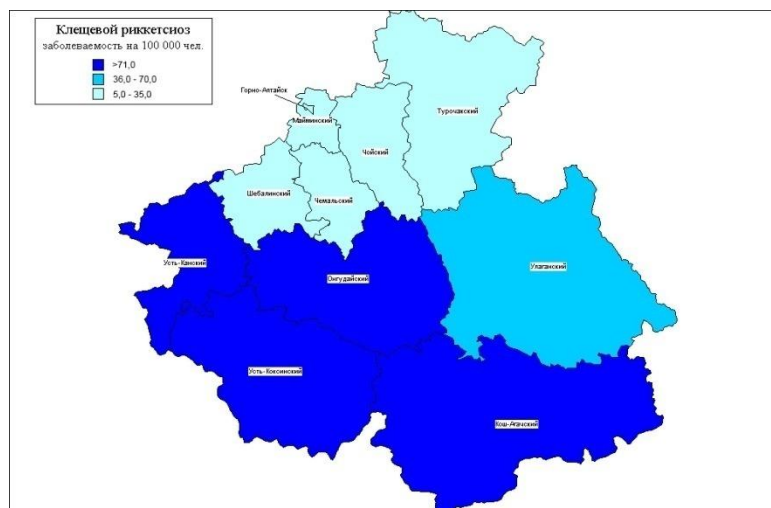 Клещевой риккетсиоз
заболеваемость на 100 000 чел.
>71,0
36,0 - 70,0
5,0 - 35,0
Горно-Алтайск
Майминский
Турочакский
Чойский
Шебалинский
Чемальский
Усть-Канский
Онгудайский
Улаганский
Усть-Коксинский
Кош-Агачский